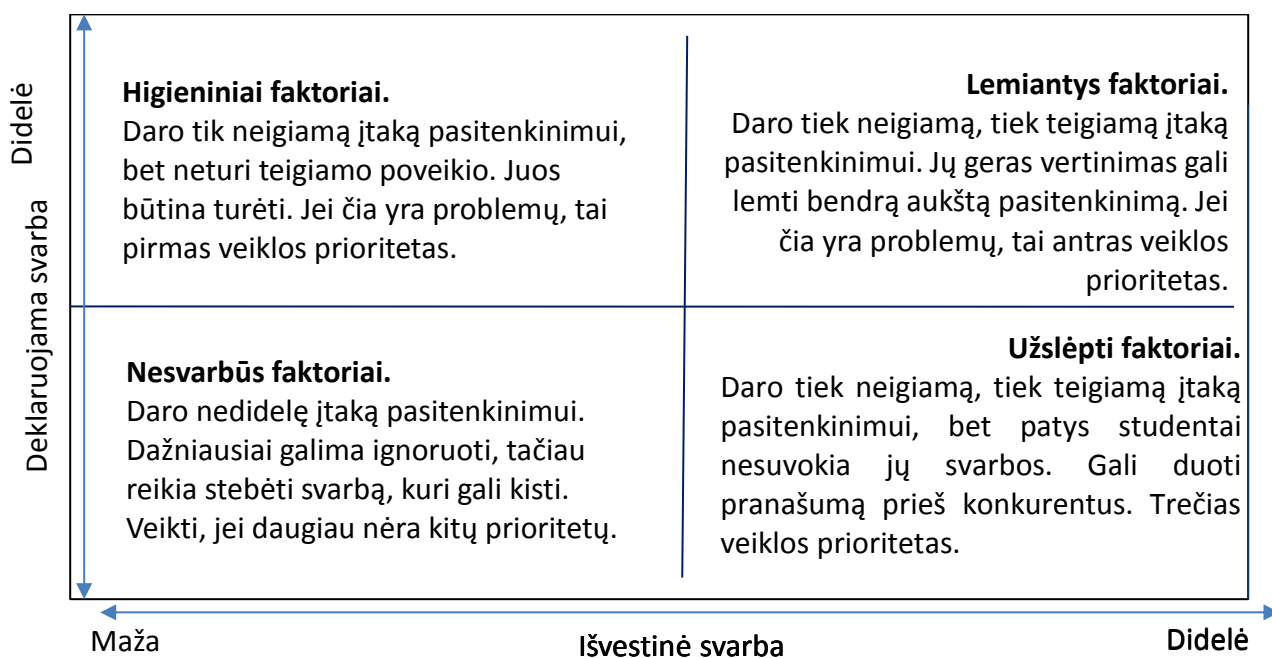 Didelė
Deklaruojama svarba
Higieniniai faktoriai.
Daro tik neigiamą įtaką pasitenkinimui,
bet neturi teigiamo poveikio. Juos
būtina turėti. Jei čia yra problemų, tai
pirmas veiklos prioritetas.
Lemiantys faktoriai.
Daro tiek neigiamą, tiek teigiamą įtaką
pasitenkinimui. Jų geras vertinimas gali
lemti bendrą aukštą pasitenkinimą. Jei
čia yra problemų, tai antras veiklos
prioritetas.
Nesvarbūs faktoriai.
Daro nedidelę įtaką pasitenkinimui.
Dažniausiai galima ignoruoti, tačiau
reikia stebėti svarbą, kuri gali kisti.
Veikti, jei daugiau nėra kitų prioritetų.
Užslėpti faktoriai.
Daro tiek neigiamą, tiek teigiamą įtaką
pasitenkinimui, bet patys studentai
nesuvokia jų svarbos. Gali duoti
pranašumą prieš konkurentus. Trečias
veiklos prioritetas.
Maža
Išvestinė svarba
Didelė